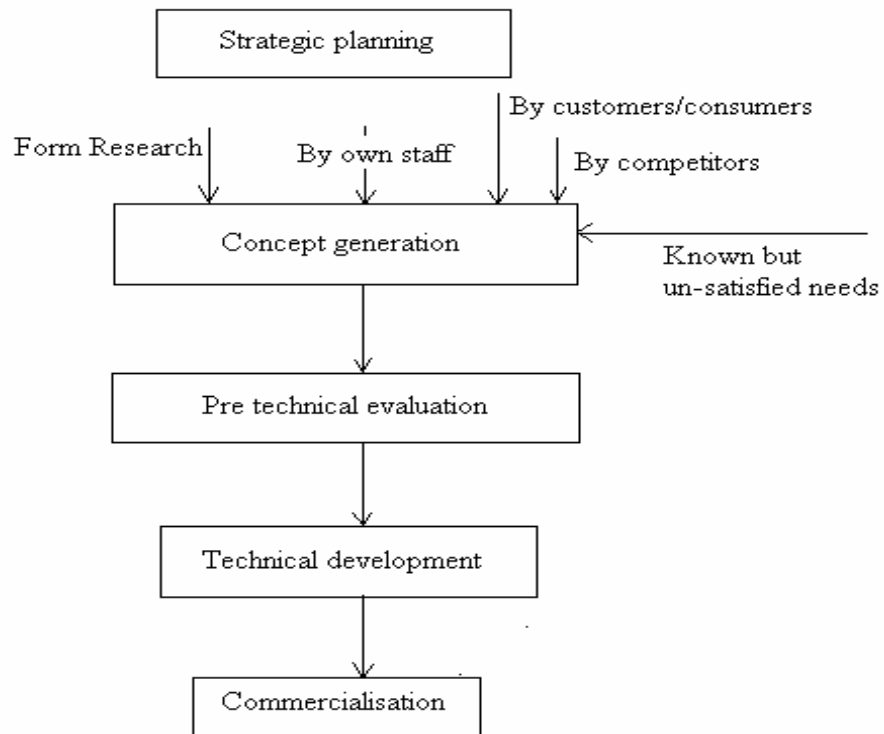 Strategic planning
By customers/consumers
Form Research
By own staff
By competitors
Concept generation
Known but
un-satisfied needs
Pre technical evaluation
Technical development
Commercialisation